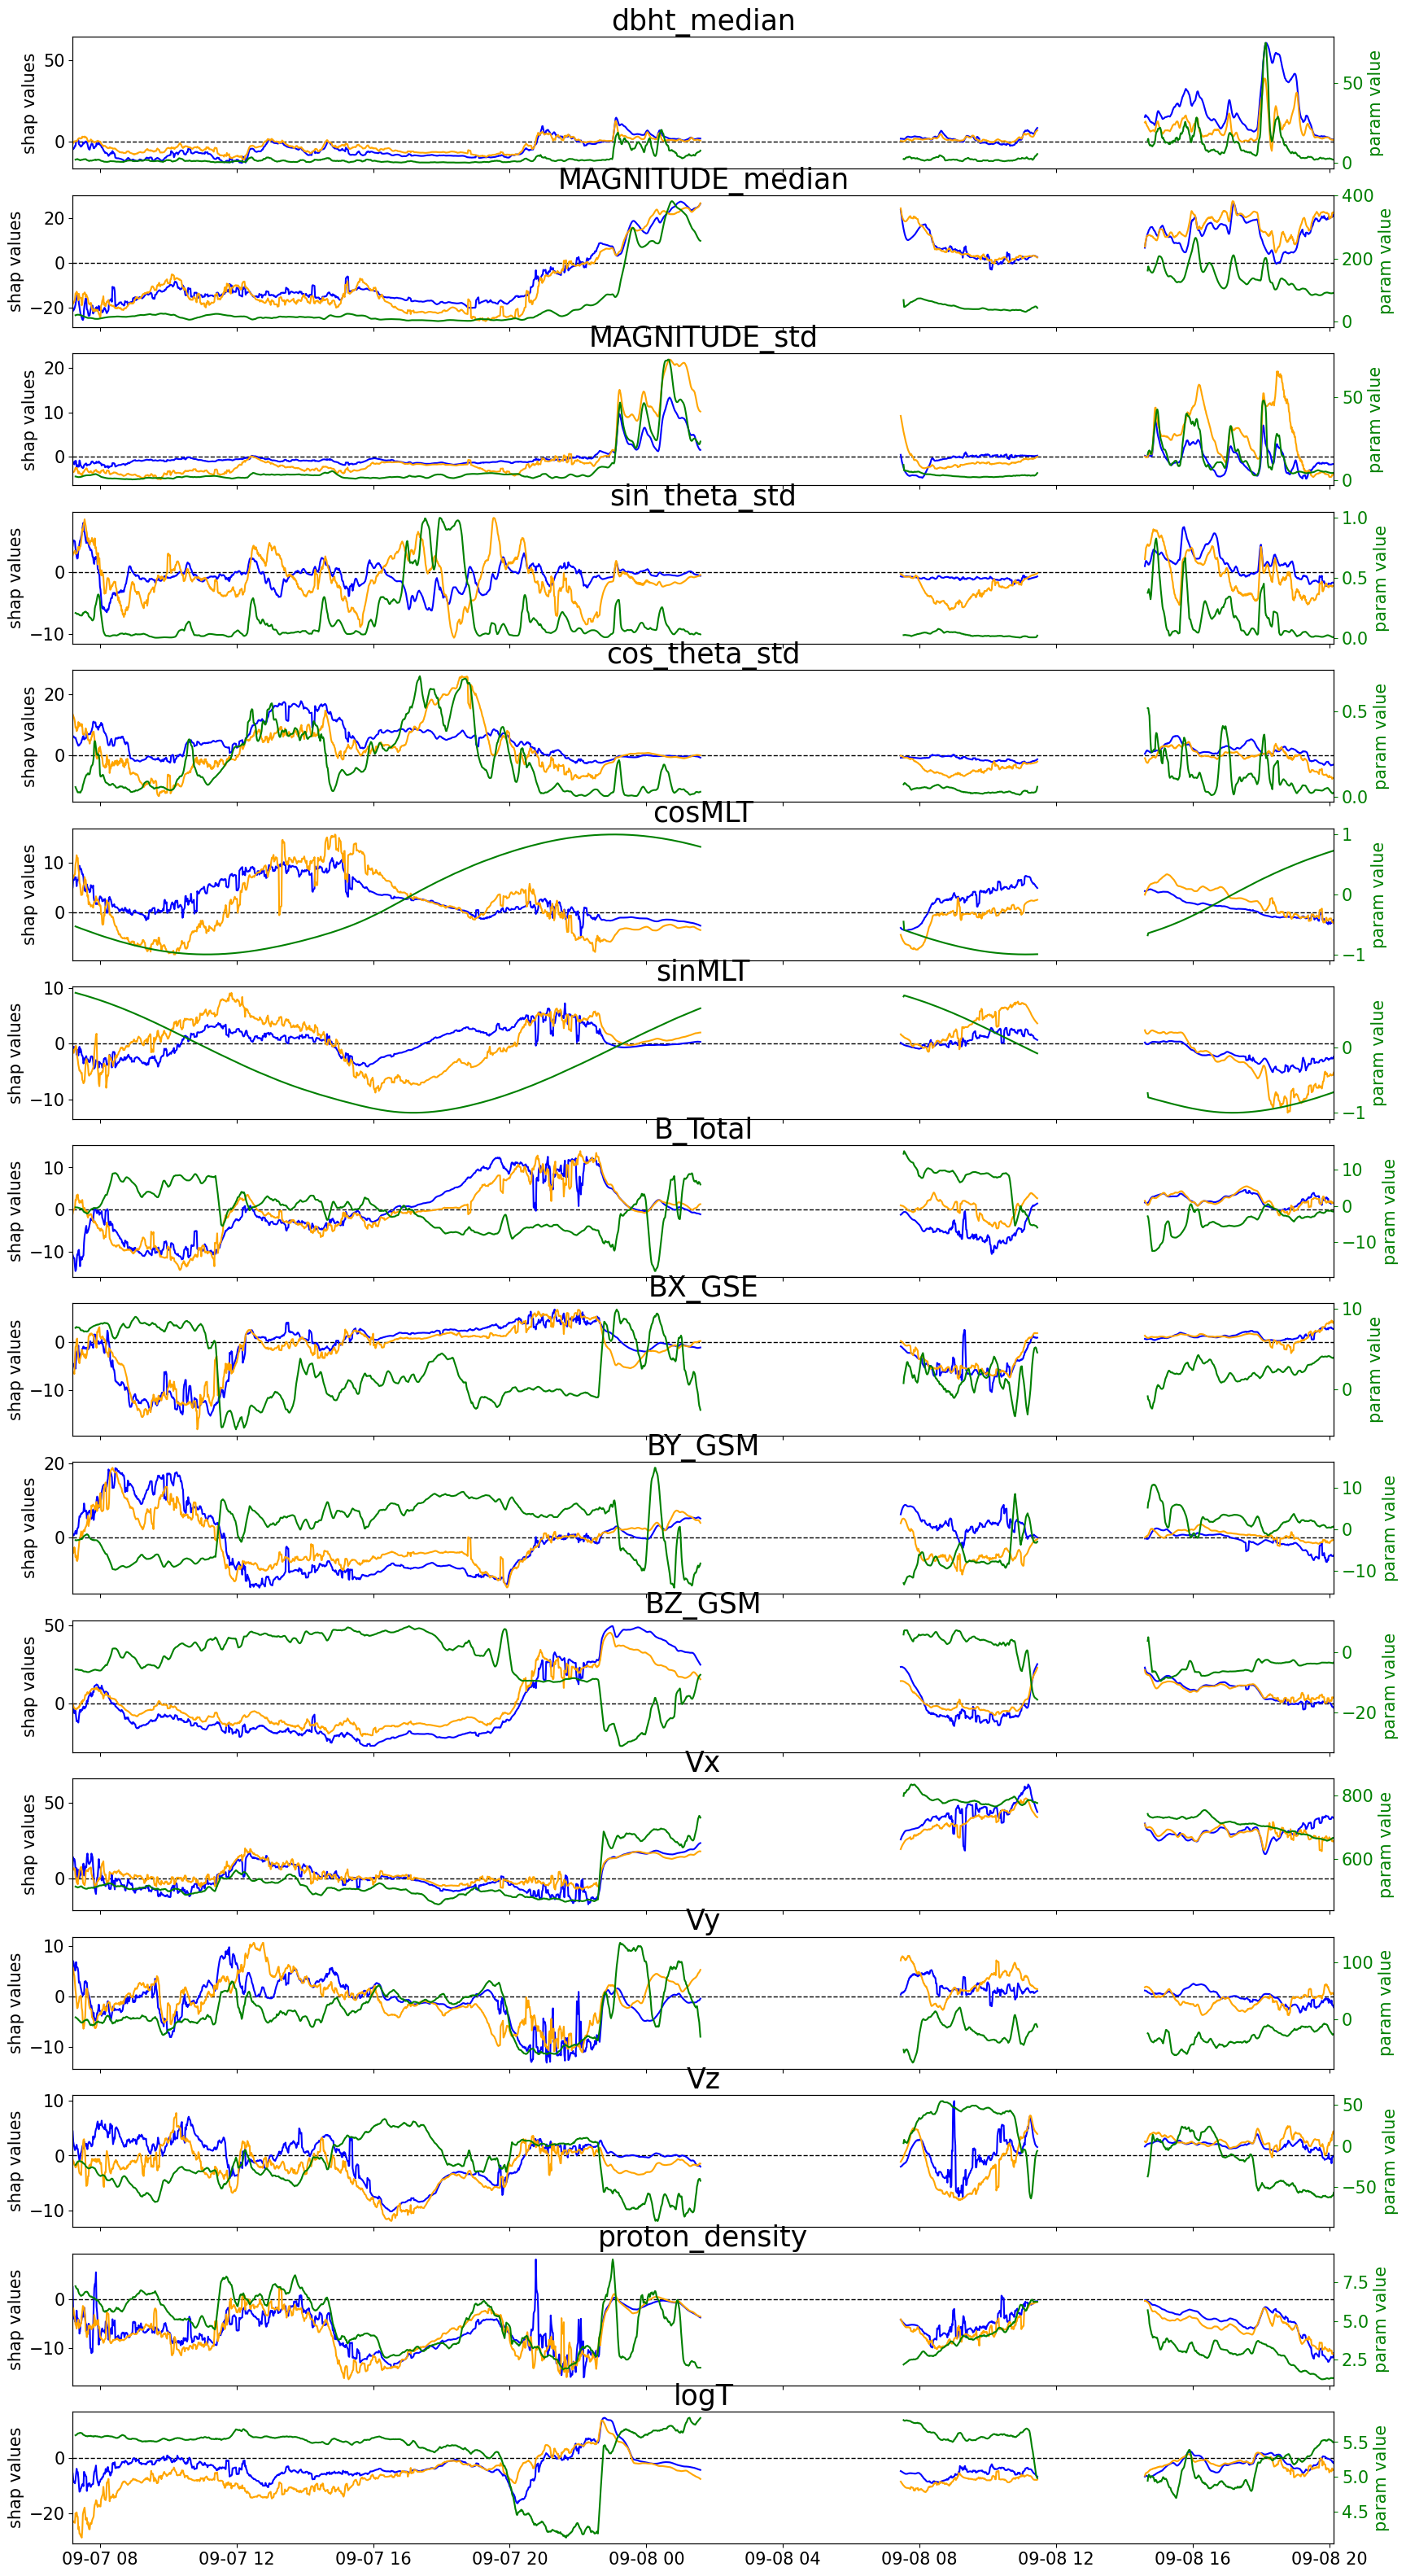 dbht_median
shap values
50
0
50
0
param value
MAGNITUDE_median
shap values
20
0
−20
400
200
0
param value
MAGNITUDE_std
shap values
20
10
0
50
0
param value
sin_theta_std
shap values
0
−10
1.0
0.5
0.0
param value
cos_theta_std
shap values
20
0
0.5
0.0
param value
cosMLT
shap values
10
0
1
0
−1
param value
sinMLT
shap values
10
0
−10
0
−1
param value
B_Total
shap values
10
0
−10
10
0
−10
param value
BX_GSE
shap values
0
−10
10
0
param value
BY_GSM
shap values
20
0
10
0
−10
param value
BZ_GSM
shap values
50
0
0
−20
param value
Vx
shap values
50
0
800
600
param value
Vy
shap values
10
0
−10
100
0
param value
Vz
shap values
10
0
−10
50
0
−50
param value
proton_density
shap values
0
−10
7.5
5.0
2.5
param value
logT
shap values
0
−20
5.5
5.0
4.5
param value
09-07 08 09-07 12 09-07 16 09-07 20 09-08 00 09-08 04 09-08 08 09-08 12 09-08 16 09-08 20